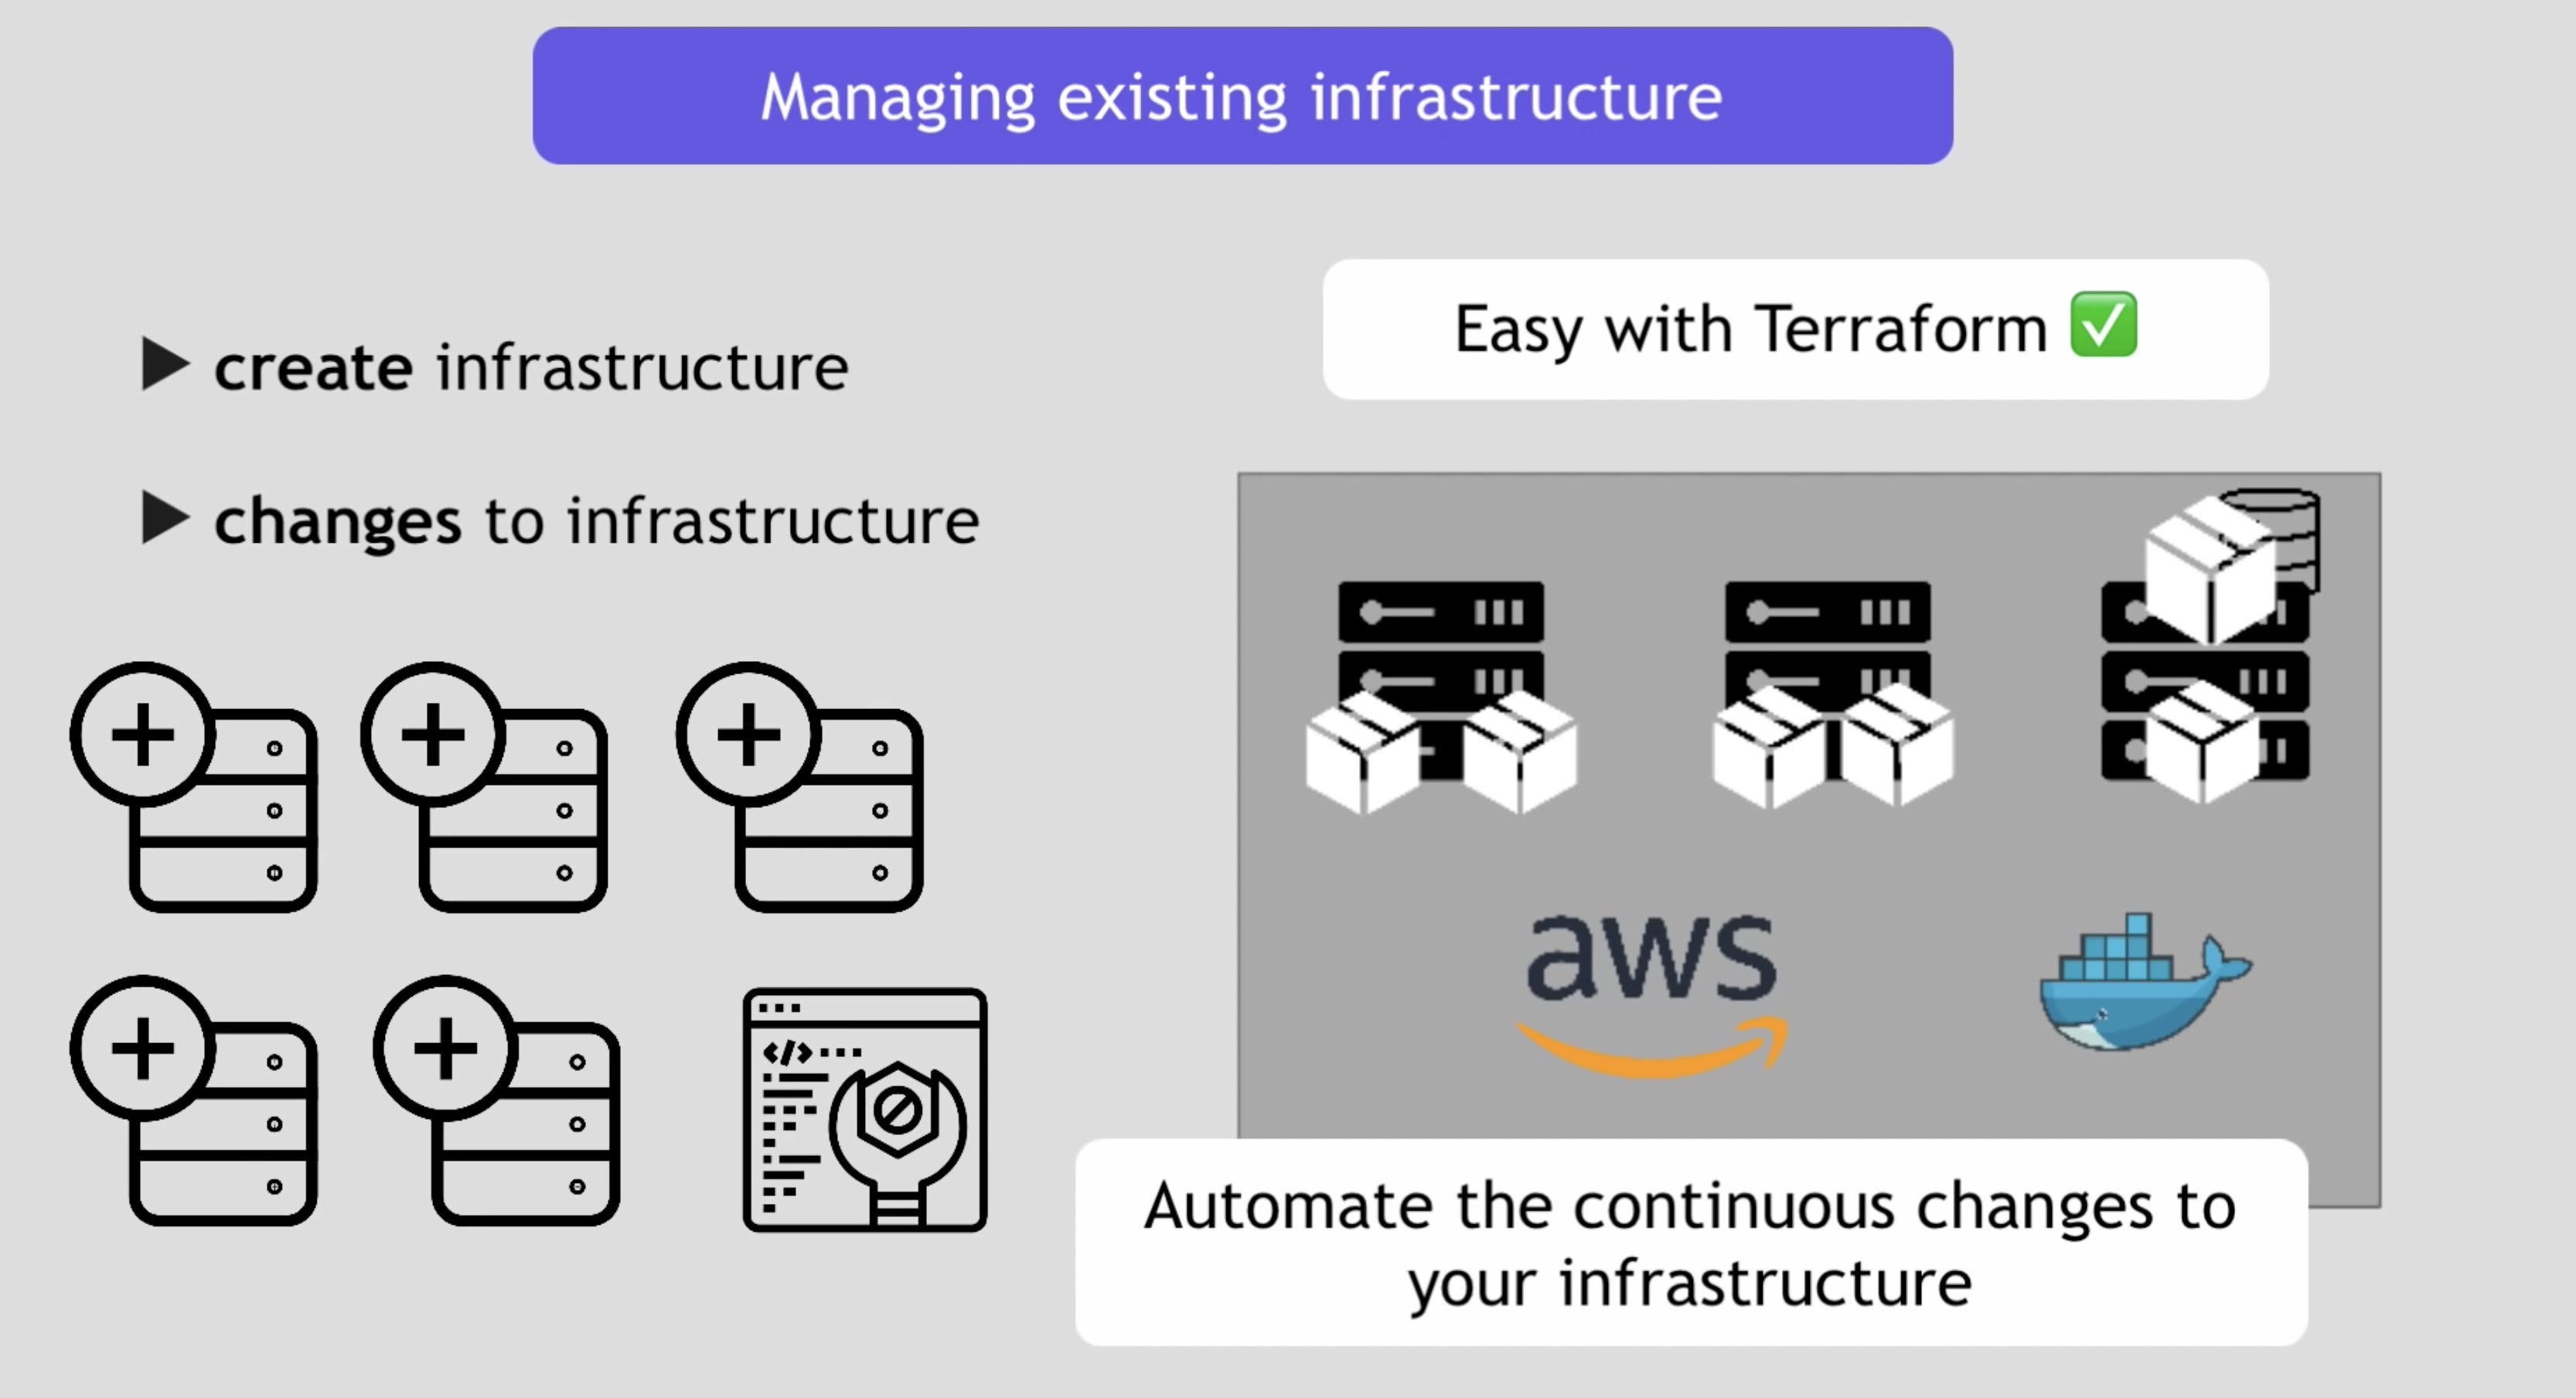 Managing existing infrastructure
create infrastructure
changes to infrastructure
Easy with Terraform ✅
aws
</>
Automate the continuous changes to
your infrastructure